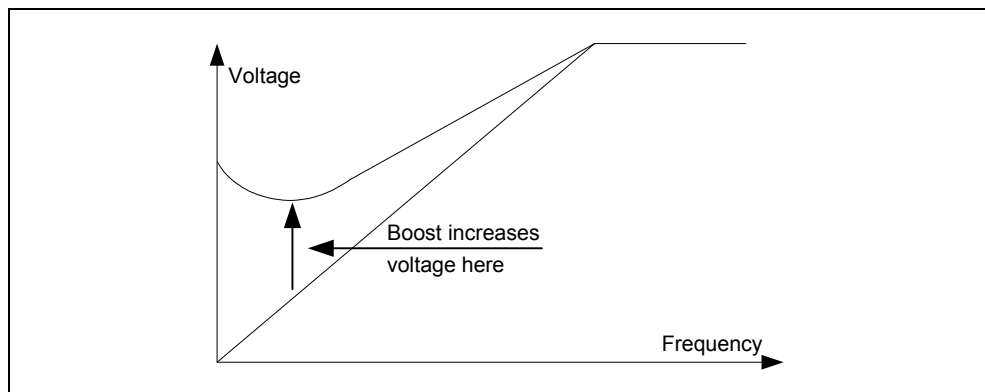 Voltage
Boost increases
voltage here
Frequency